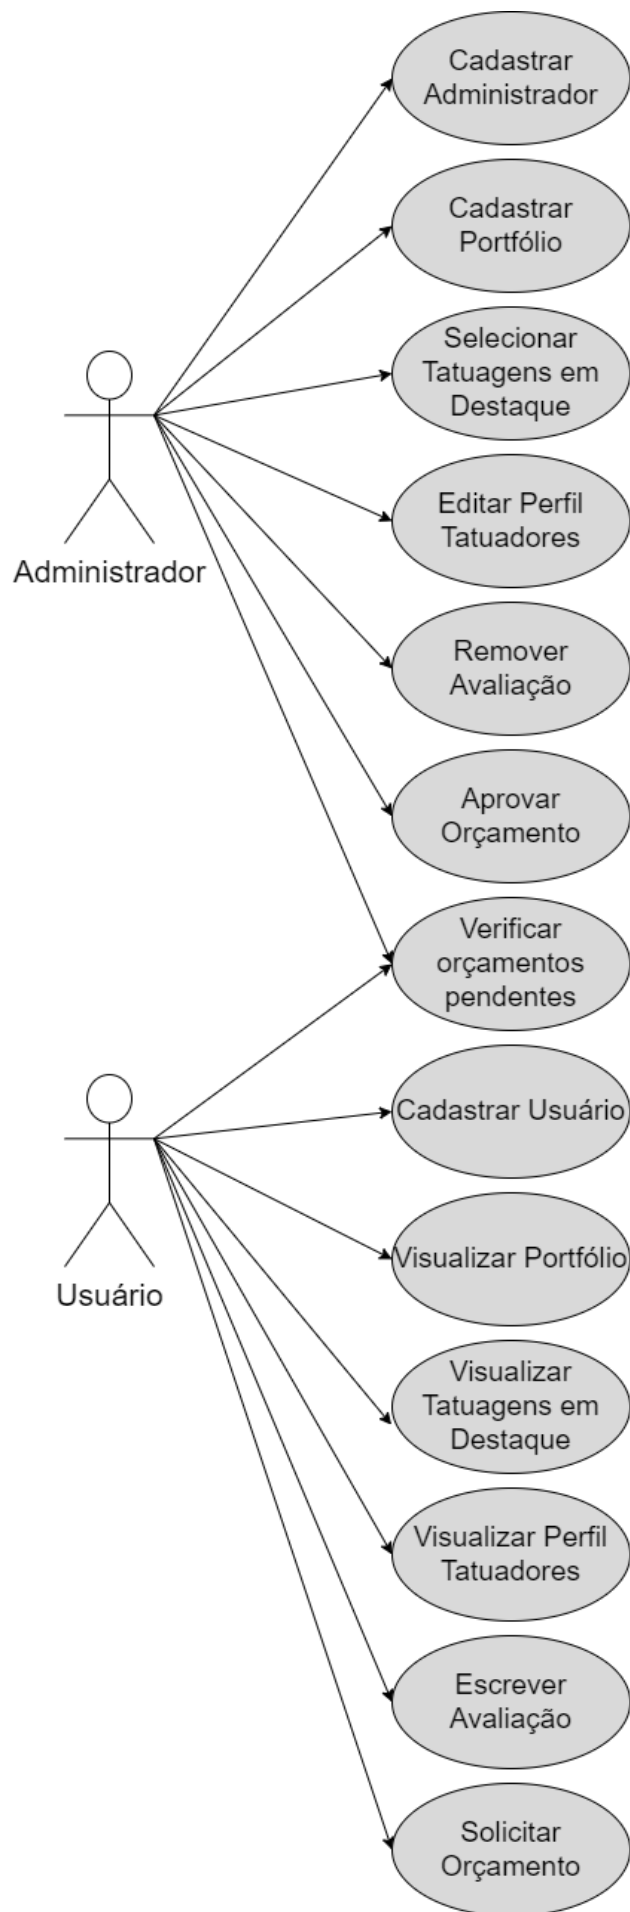 Cadastrar
Administrador
Cadastrar
Portfólio
Selecionar
Tatuagens em
Destaque
Editar Perfil
Tatuadores
Administrador
Remover
Avaliação
Aprovar
Orçamento
Verificar
orçamentos
pendentes
Cadastrar Usuário
Visualizar Portfólio
Usuário
Visualizar
Tatuagens em
Destaque
Visualizar Perfil
Tatuadores
Escrever
Avaliação
Solicitar
Orçamento